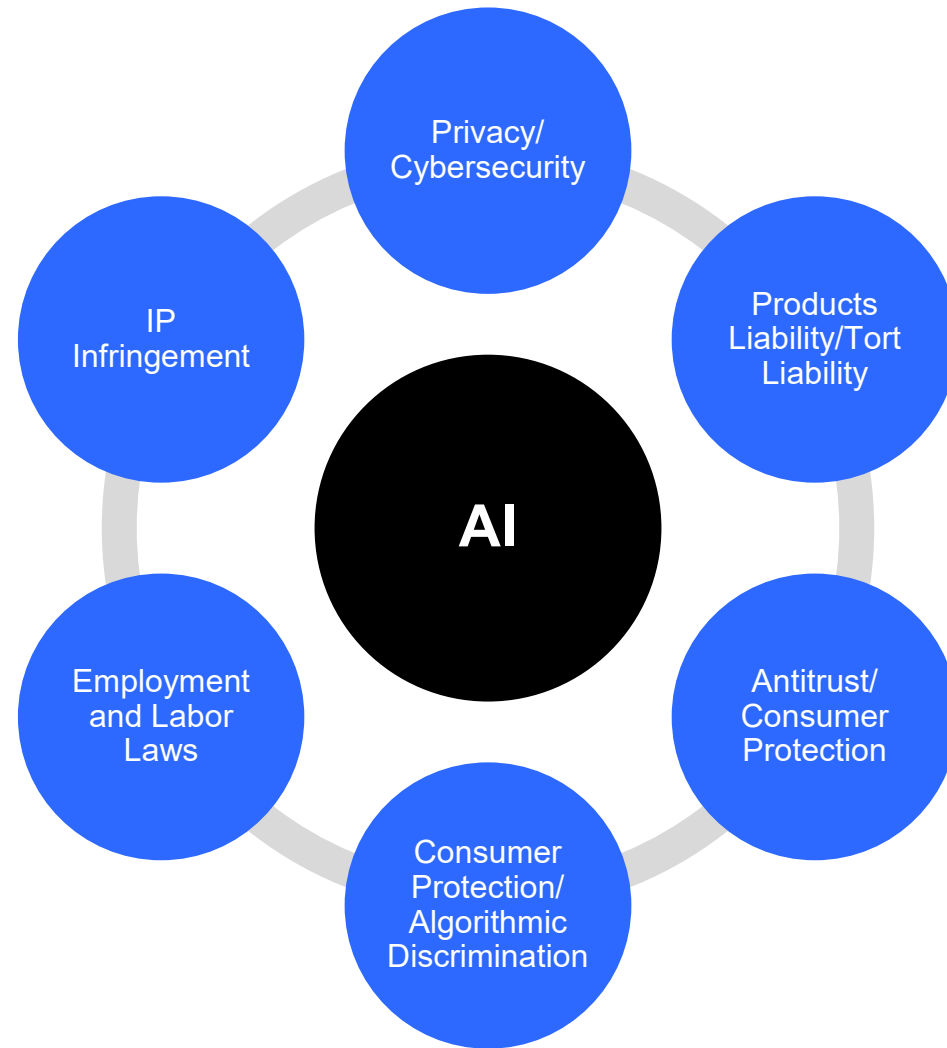 Privacy/
Cybersecurity
IP
Infringement
Products
Liability/Tort
Liability
AI
Employment
and Labor
Laws
Antitrust/
Consumer
Protection
Consumer
Protection/
Algorithmic
Discrimination